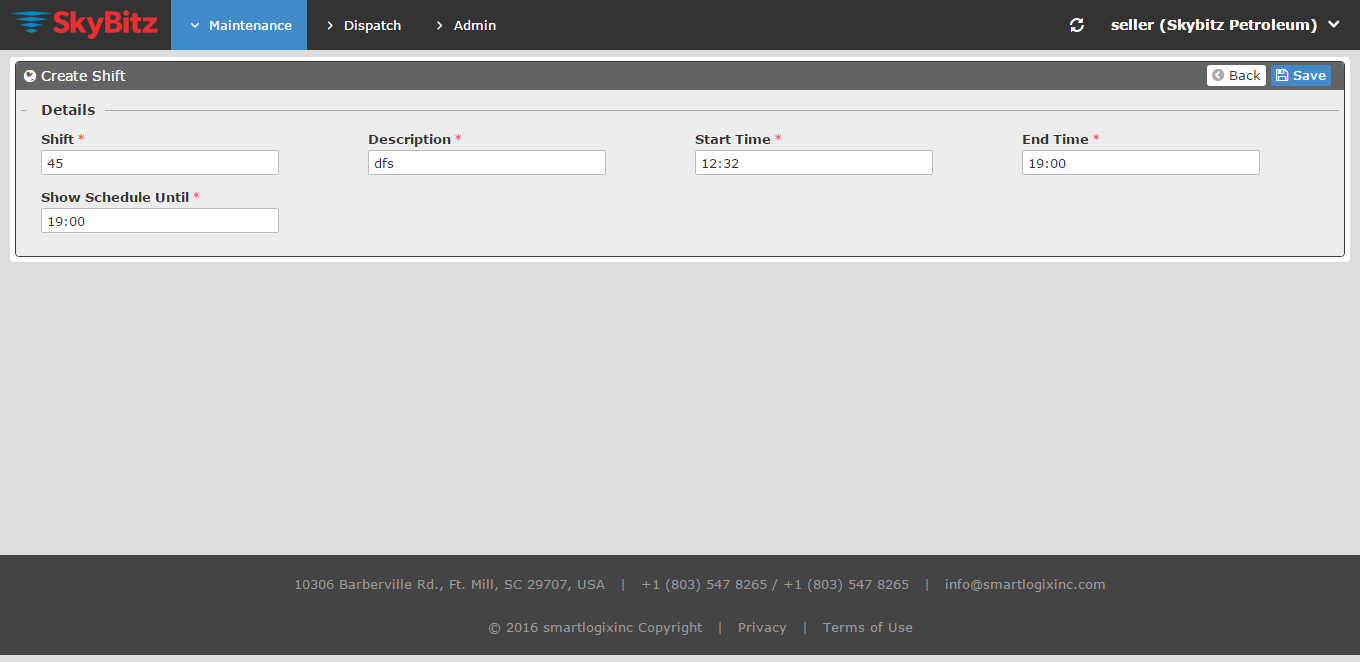 SkyBitz Maintenance Dispatch Admin seller (Skybitz Petroleum)
Create Shift Back Save
Details
Shift * Description * Start Time * End Time *
45 dfs 12:32 19:00
Show Schedule Until *
19:00
10306 Barberville Rd., Ft. Mill, SC 29707, USA | +1 (803) 547 8265 / +1 (803) 547 8265 | info@smartlogixinc.com
© 2016 smartlogixinc Copyright | Privacy | Terms of Use